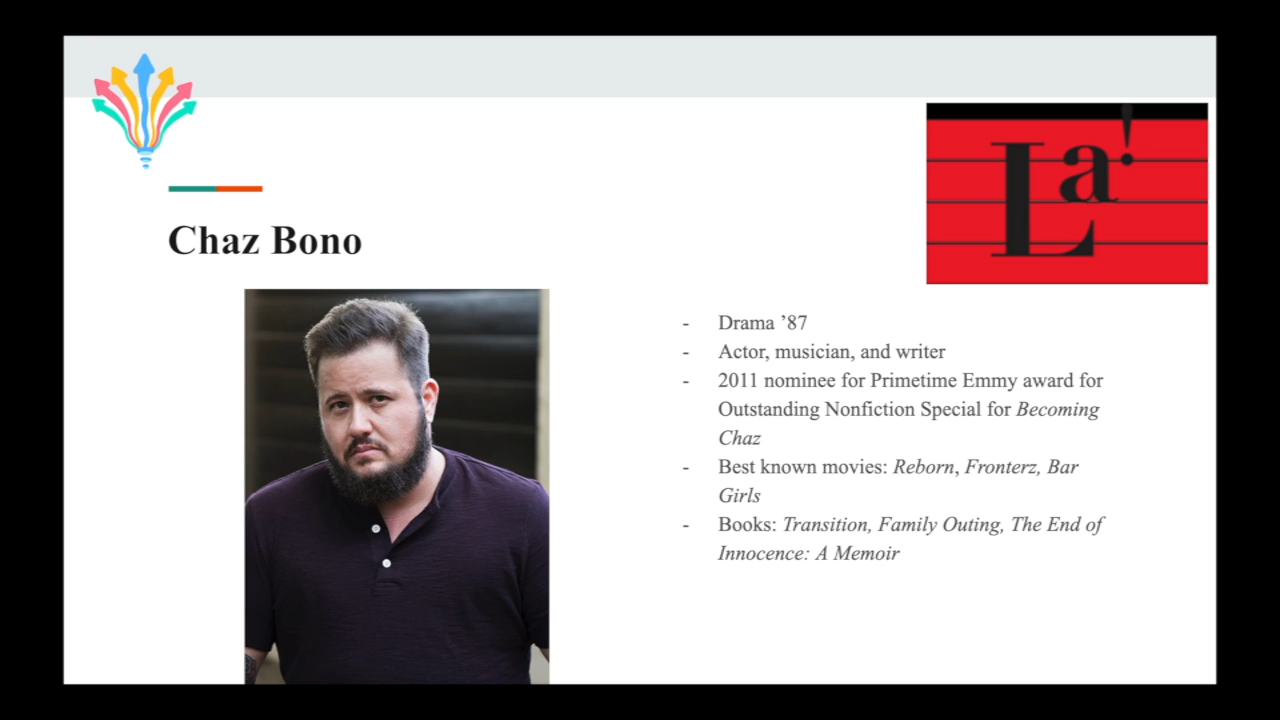 La!
Chaz Bono
- Drama ’87
- Actor, musician, and writer
- 2011 nominee for Primetime Emmy award for
Outstanding Nonfiction Special for Becoming
Chaz
- Best known movies: Reborn, Fronterz, Bar
Girls
- Books: Transition, Family Outing, The End of
Innocence: A Memoir